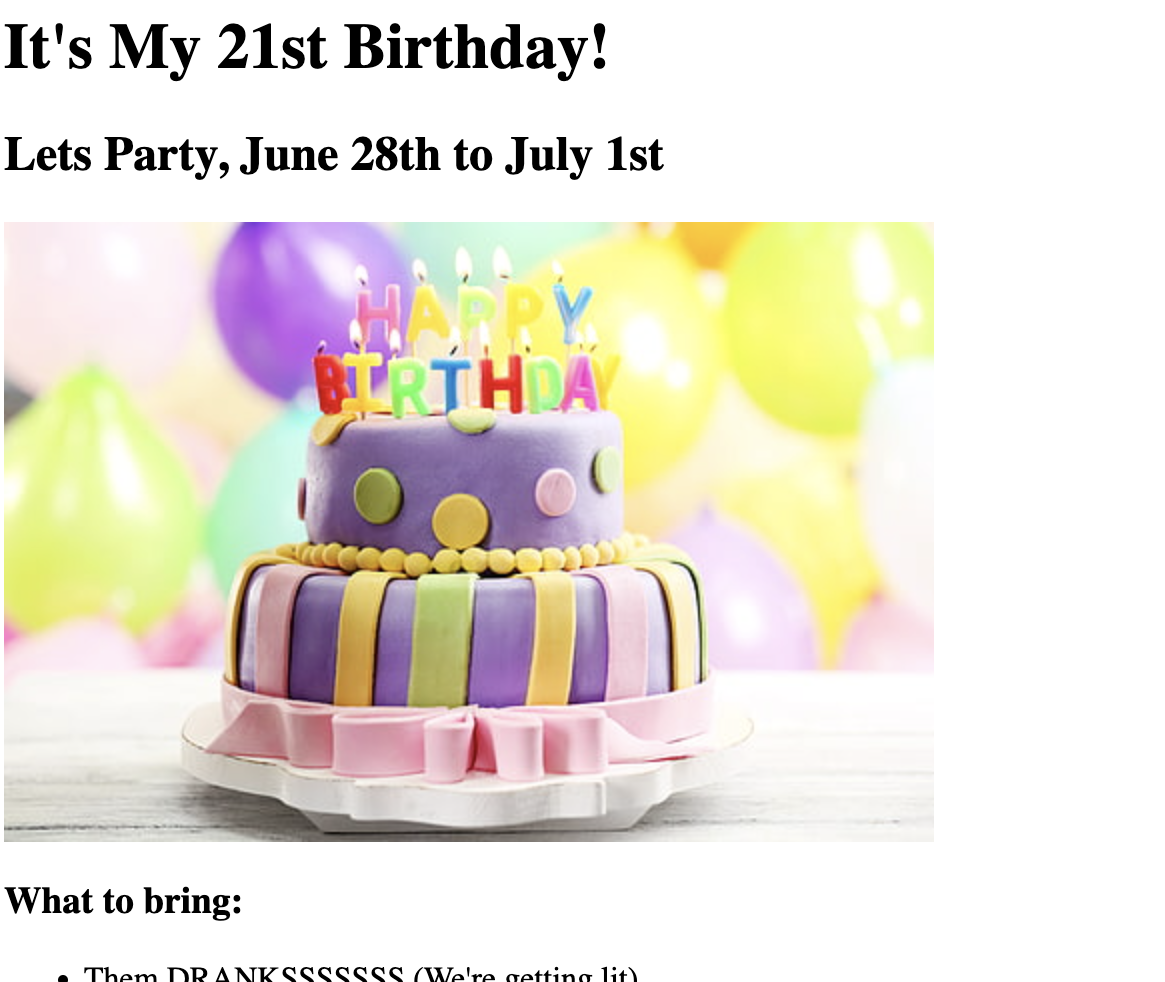 It's My 21st Birthday!
Lets Party, June 28th to July 1st
HAPPY
BIRTHDAY
What to bring:
Them DRANKSSSSSSS (We're getting lit)